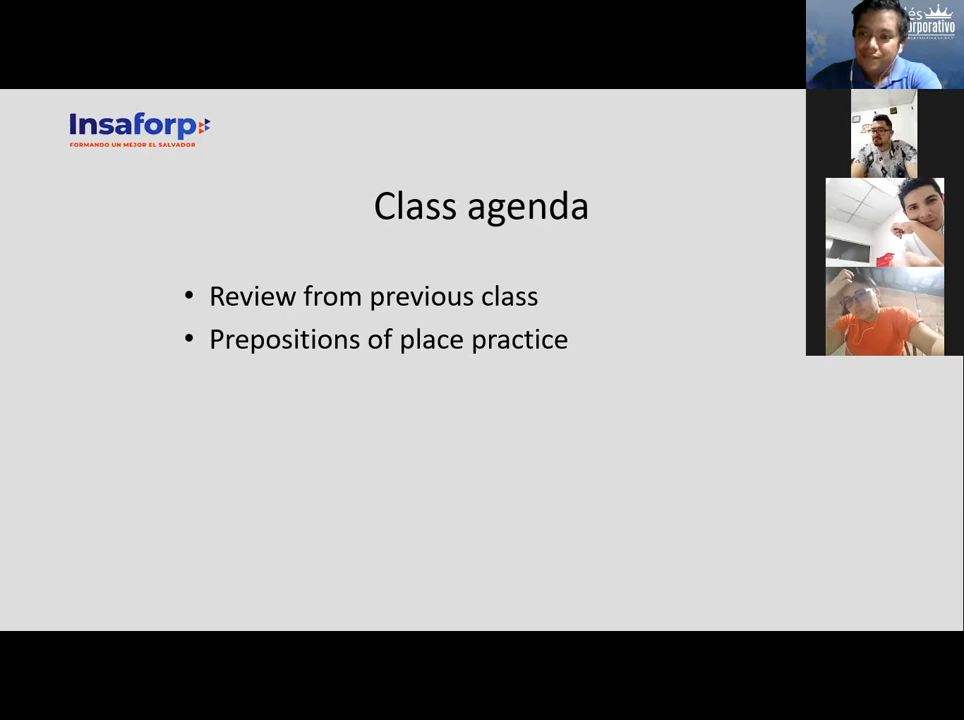 Insaforp
FORMANDO UN MEJOR EL SALVADOR
Class agenda
• Review from previous class
• Prepositions of place practice